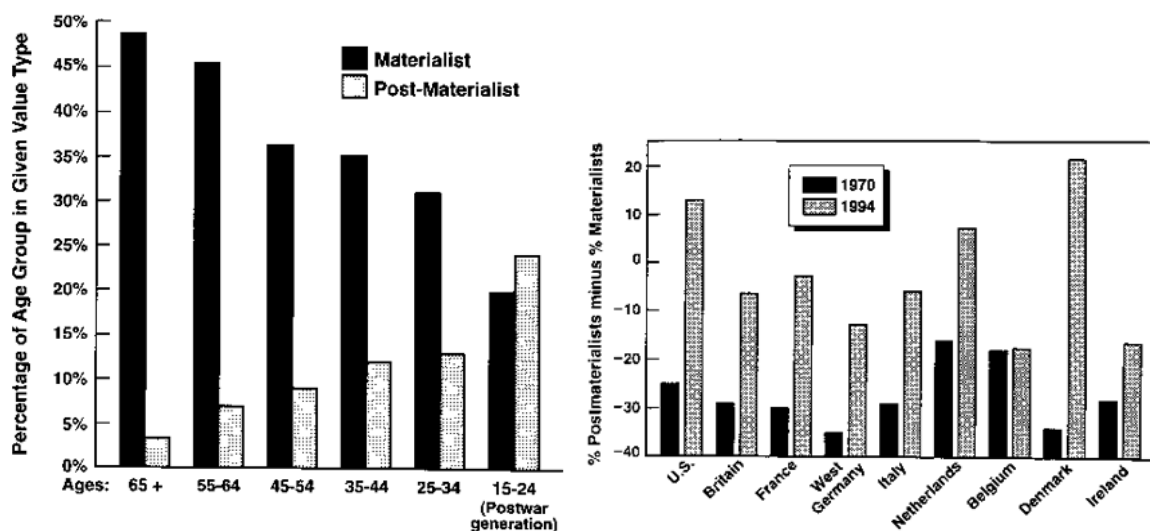 Percentage of Age Group in Given Value Type
50%
45%
40%
35%
30%
25%
20%
15%
10%
5%
0%
Materialist
Post-Materialist
Ages: 65 + 55-64 45-54 35-44 25-34 15-24
(Postwar
generation)
% Postmaterialists minus % Materialists
20
10
0
−10
−20
−30
−40
1970
1994
U.S.
Britain
France
West
Germany
Italy
Netherlands
Belgium
Denmark
Ireland